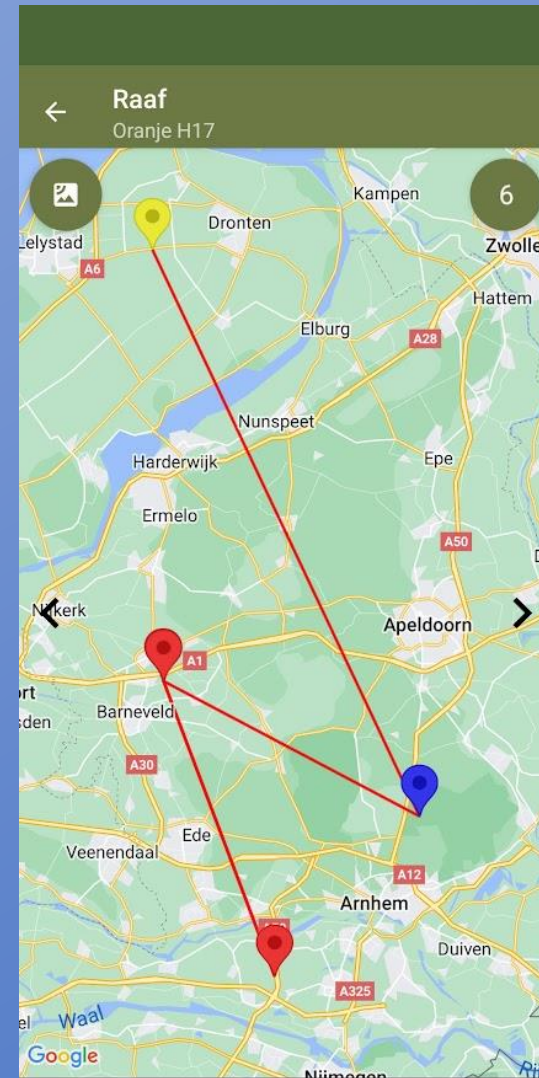 Raaf
Oranje H17
6
Kampen
Dronten
Lelystad
Zwolle
A6
Hattem
Elburg
A28
Nunspeet
Epe
Harderwijk
Ermelo
A50
Apeldoorn
A1
Barneveld
A30
Ede
Veenendaal
A12
Arnhem
Duiven
A325
Waal
Google
Nijmegen